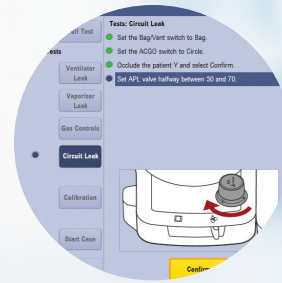 Tests: Circuit Leak
Set the Bag/Vent switch to Bag.
Set the ACGO switch to Circle.
Occlude the patient Y and select Confirm.
Set APL valve halfway between 30 and 70.
Test
Ventilator
Leak
Vaporizer
Leak
Gas Controls
Circuit Leak
Calibration
Start Case